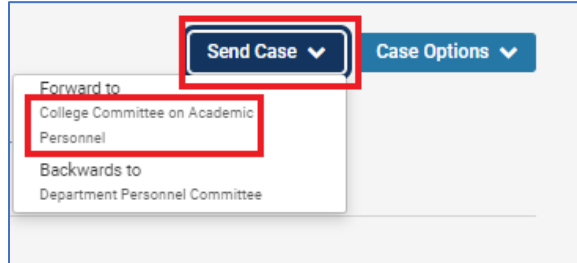 Send Case
Case Options
Forward to
College Committee on Academic
Personnel
Backwards to
Department Personnel Committee